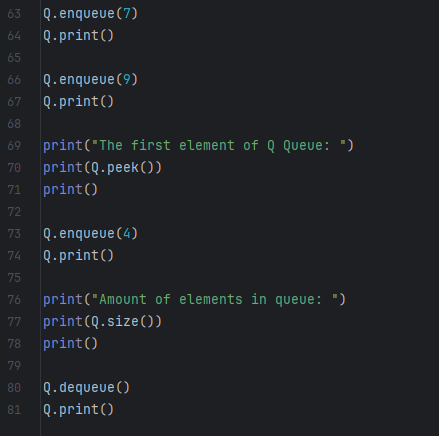 63 Q.enqueue(7)
64 Q.print()
65
66 Q.enqueue(9)
67 Q.print()
68
69 print("The first element of Q Queue: ")
70 print(Q.peek())
71 print()
72
73 Q.enqueue(4)
74 Q.print()
75
76 print("Amount of elements in queue: ")
77 print(Q.size())
78 print()
79
80 Q.dequeue()
81 Q.print()